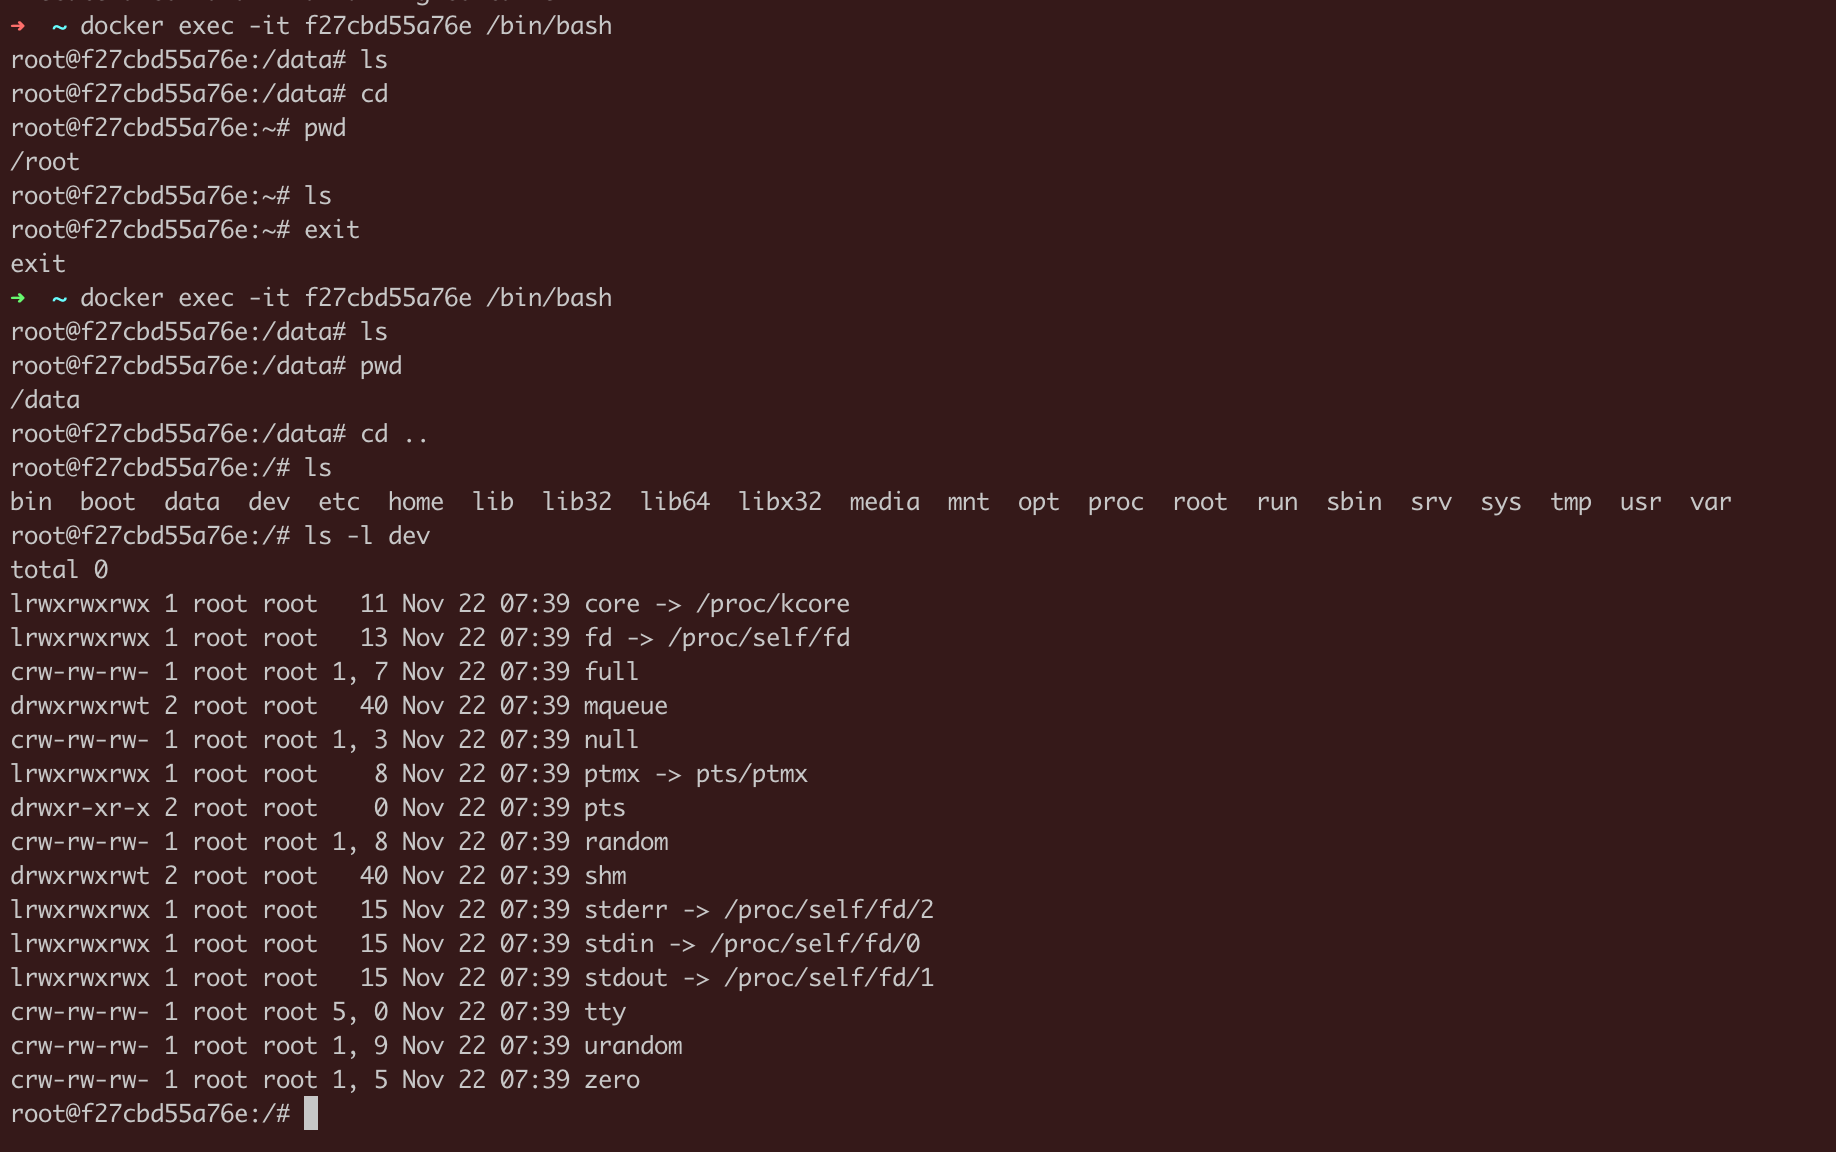 ➜  ~ docker exec -it f27cbd55a76e /bin/bash
root@f27cbd55a76e:/data# ls
root@f27cbd55a76e:/data# cd
root@f27cbd55a76e:~# pwd
/root
root@f27cbd55a76e:~# ls
root@f27cbd55a76e:~# exit
exit
➜  ~ docker exec -it f27cbd55a76e /bin/bash
root@f27cbd55a76e:/data# ls
root@f27cbd55a76e:/data# pwd
/data
root@f27cbd55a76e:/data# cd ..
root@f27cbd55a76e:/# ls
bin  boot  data  dev  etc  home  lib  lib32  lib64  libx32  media  mnt  opt  proc  root  run  sbin  srv  sys  tmp  usr  var
root@f27cbd55a76e:/# ls -l dev
total 0
lrwxrwxrwx 1 root root   11 Nov 22 07:39 core -> /proc/kcore
lrwxrwxrwx 1 root root   13 Nov 22 07:39 fd -> /proc/self/fd
crw-rw-rw- 1 root root 1, 7 Nov 22 07:39 full
drwxrwxrwt 2 root root   40 Nov 22 07:39 mqueue
crw-rw-rw- 1 root root 1, 3 Nov 22 07:39 null
lrwxrwxrwx 1 root root    8 Nov 22 07:39 ptmx -> pts/ptmx
drwxr-xr-x 2 root root    0 Nov 22 07:39 pts
crw-rw-rw- 1 root root 1, 8 Nov 22 07:39 random
drwxrwxrwt 2 root root   40 Nov 22 07:39 shm
lrwxrwxrwx 1 root root   15 Nov 22 07:39 stderr -> /proc/self/fd/2
lrwxrwxrwx 1 root root   15 Nov 22 07:39 stdin -> /proc/self/fd/0
lrwxrwxrwx 1 root root   15 Nov 22 07:39 stdout -> /proc/self/fd/1
crw-rw-rw- 1 root root 5, 0 Nov 22 07:39 tty
crw-rw-rw- 1 root root 1, 9 Nov 22 07:39 urandom
crw-rw-rw- 1 root root 1, 5 Nov 22 07:39 zero
root@f27cbd55a76e:/#